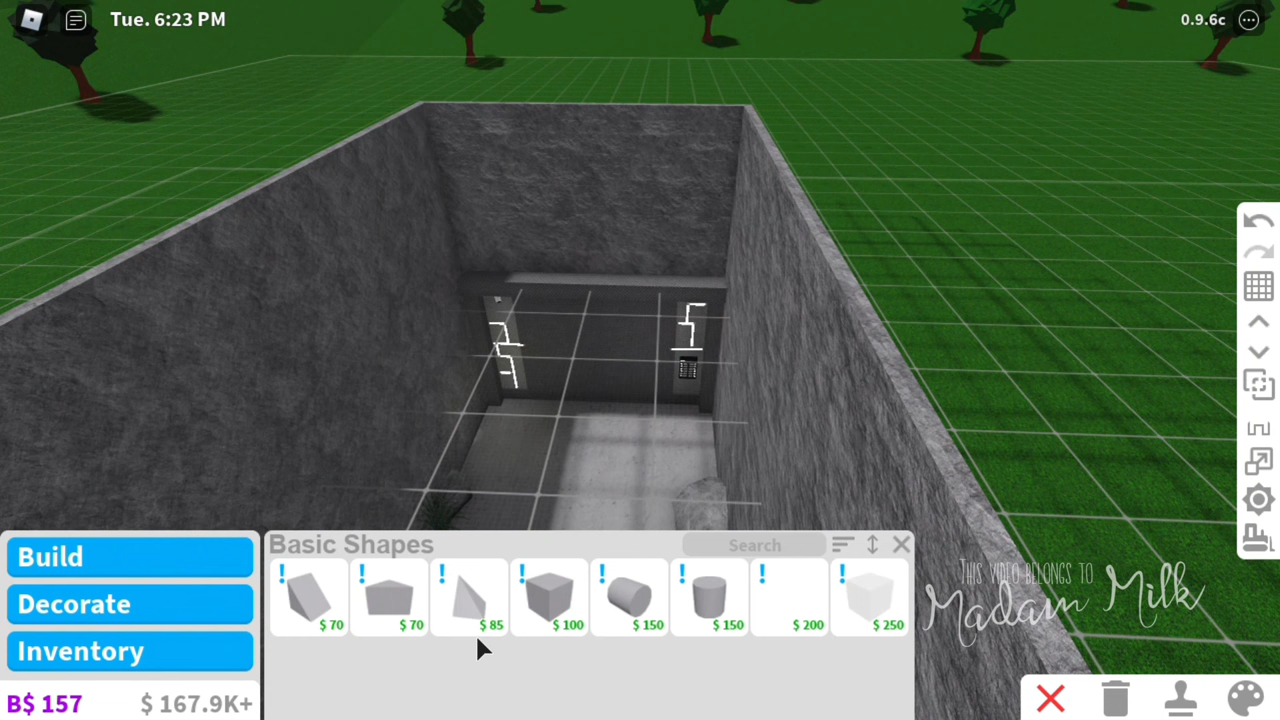 Tue. 6:23 PM
0.9.6c
Build
Decorate
Inventory
B$ 157
$ 167.9K+
Basic Shapes
Search
! $ 70
! $ 70
! $ 85
! $ 100
! $ 150
! $ 150
! $ 200
! $ 250
THIS VIDEO BELONGS TO
Madam Milk